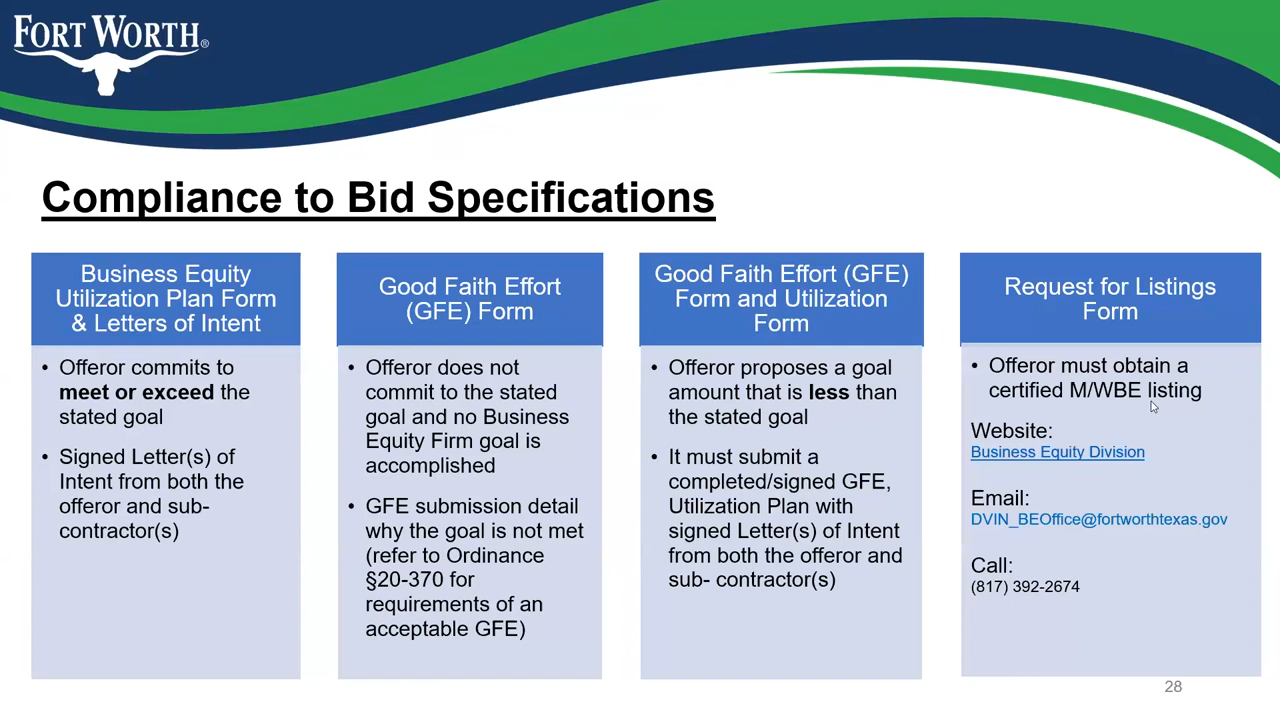 FORT WORTH®
Compliance to Bid Specifications
Business Equity
Utilization Plan Form
& Letters of Intent
• Offeror commits to
meet or exceed the
stated goal
• Signed Letter(s) of
Intent from both the
offeror and sub-
contractor(s)
Good Faith Effort
(GFE) Form
• Offeror does not
commit to the stated
goal and no Business
Equity Firm goal is
accomplished
• GFE submission detail
why the goal is not met
(refer to Ordinance
§20-370 for
requirements of an
acceptable GFE)
Good Faith Effort (GFE)
Form and Utilization
Form
• Offeror proposes a goal
amount that is less than
the stated goal
• It must submit a
completed/signed GFE,
Utilization Plan with
signed Letter(s) of Intent
from both the offeror and
sub- contractor(s)
Request for Listings
Form
• Offeror must obtain a
certified M/WBE listing
Website:
Business Equity Division
Email:
DVIN_BEOffice@fortworthtexas.gov
Call:
(817) 392-2674
28